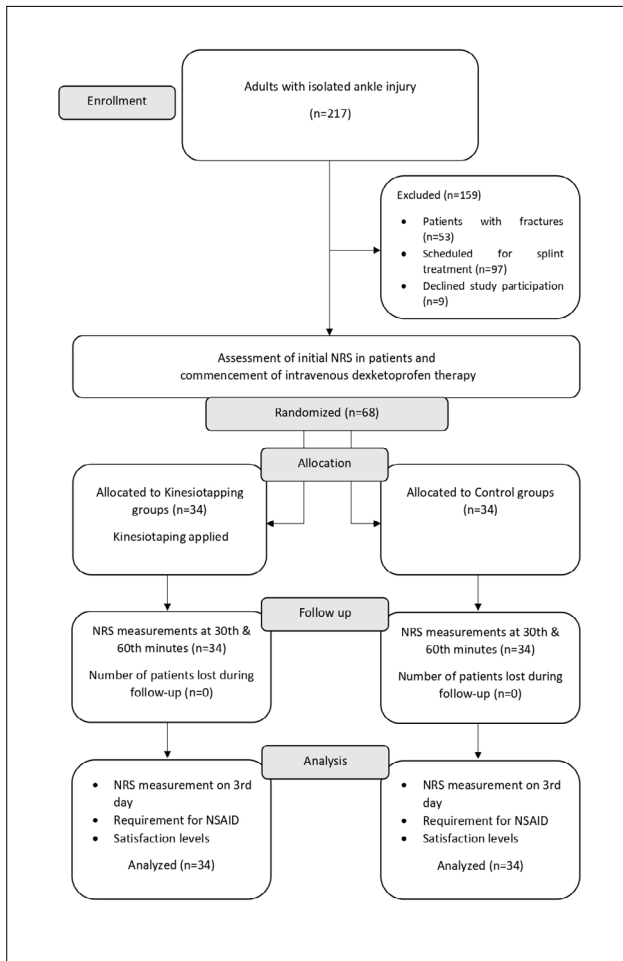 Enrollment
Adults with isolated ankle injury
(n=217)
Excluded (n=159)
• Patients with fractures
(n=53)
• Scheduled for splint
treatment (n=97)
• Declined study participation
(n=9)
Assessment of initial NRS in patients and
commencement of intravenous dexketoprofen therapy
Randomized (n=68)
Allocation
Allocated to Kinesiotapping
groups (n=34)
Kinesiotaping applied
Allocated to Control groups
(n=34)
Follow up
NRS measurements at 30th &
60th minutes (n=34)
Number of patients lost during
follow-up (n=0)
NRS measurements at 30th &
60th minutes (n=34)
Number of patients lost during
follow-up (n=0)
Analysis
• NRS measurement on 3rd
day
• Requirement for NSAID
• Satisfaction levels
Analyzed (n=34)
• NRS measurement on 3rd
day
• Requirement for NSAID
• Satisfaction levels
Analyzed (n=34)